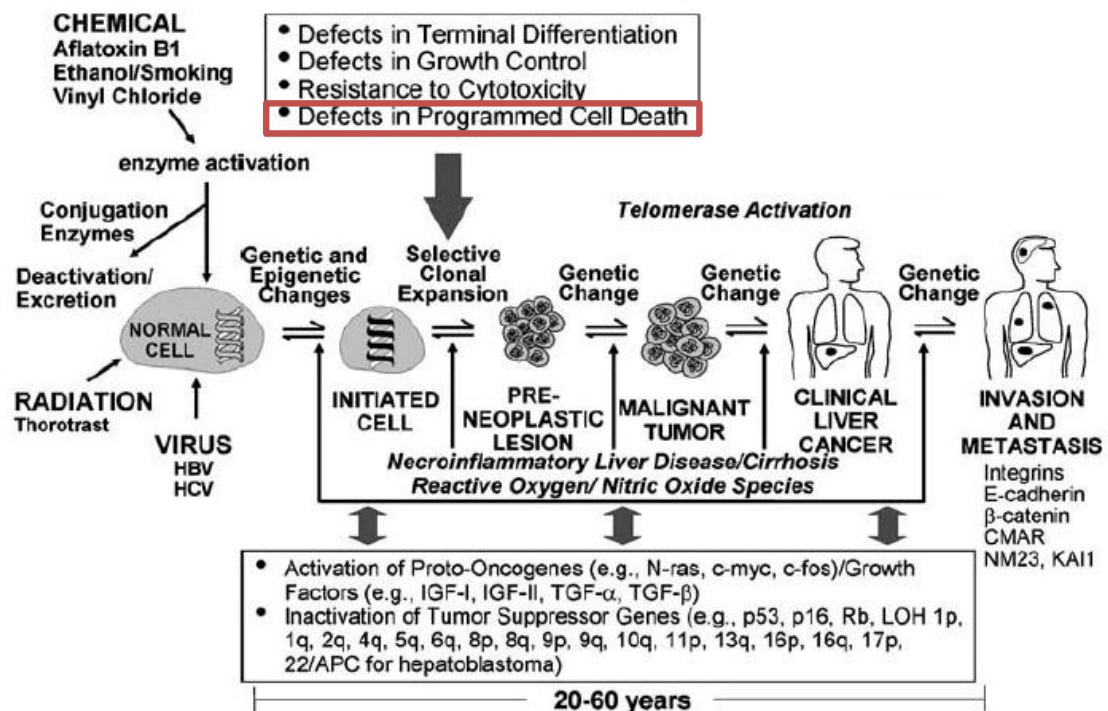 CHEMICAL
Aflatoxin B1
Ethanol/Smoking
Vinyl Chloride
enzyme activation
Conjugation
Enzymes
Deactivation/
Excretion
• Defects in Terminal Differentiation
• Defects in Growth Control
• Resistance to Cytotoxicity
• Defects in Programmed Cell Death
Telomerase Activation
Genetic and
Epigenetic
Changes
Selective
Clonal
Expansion
Genetic
Change
Genetic
Change
Genetic
Change
NORMAL
CELL
INITIATED
CELL
PRE-
NEOPLASTIC
LESION
MALIGNANT
TUMOR
CLINICAL
LIVER
CANCER
INVASION
AND
METASTASIS
Integrins
E-cadherin
β-catenin
CMAR
NM23, KAI1
RADIATION
Thorotrast
VIRUS
HBV
HCV
Necroinflammatory Liver Disease/Cirrhosis
Reactive Oxygen/ Nitric Oxide Species
• Activation of Proto-Oncogenes (e.g., N-ras, c-myc, c-fos)/Growth
Factors (e.g., IGF-I, IGF-II, TGF-α, TGF-β)
• Inactivation of Tumor Suppressor Genes (e.g., p53, p16, Rb, LOH 1p,
1q, 2q, 4q, 5q, 6q, 8p, 8q, 9p, 9q, 10q, 11p, 13q, 16p, 16q, 17p,
22/APC for hepatoblastoma)
20-60 years